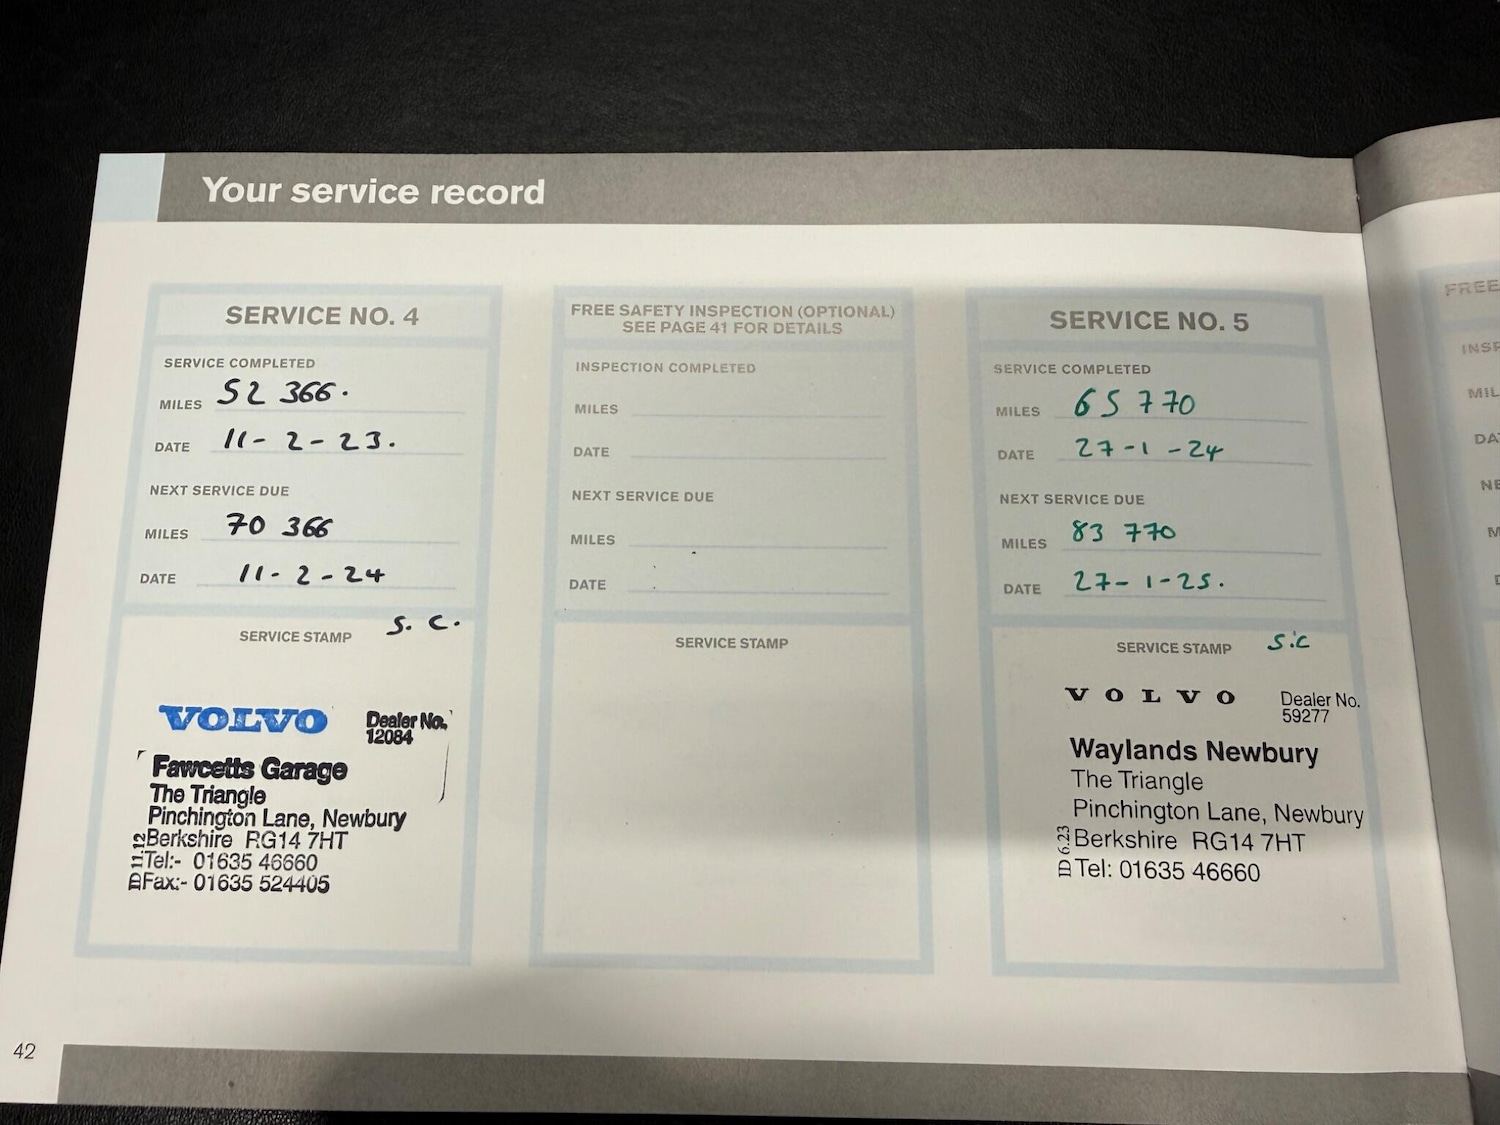 Your service record
SERVICE NO. 4
SERVICE COMPLETED
MILES 52 366.
DATE 11-2-23.
NEXT SERVICE DUE
MILES 70 366
DATE 11-2-24
SERVICE STAMP S.C.
VOLVO Dealer No.
12084
Fawcetts Garage
The Triangle
Pinchington Lane, Newbury
Berkshire RG14 7HT
Tel:- 01635 46660
Fax:- 01635 524405
FREE SAFETY INSPECTION (OPTIONAL)
SEE PAGE 41 FOR DETAILS
INSPECTION COMPLETED
MILES
DATE
NEXT SERVICE DUE
MILES
DATE
SERVICE STAMP
SERVICE NO. 5
SERVICE COMPLETED
MILES 65 770
DATE 27-1-24
NEXT SERVICE DUE
MILES 83 770
DATE 27-1-25.
SERVICE STAMP S.C
VOLVO Dealer No.
59277
Waylands Newbury
The Triangle
Pinchington Lane, Newbury
Berkshire RG14 7HT
Tel: 01635 46660
ID 6.23
FREE
42